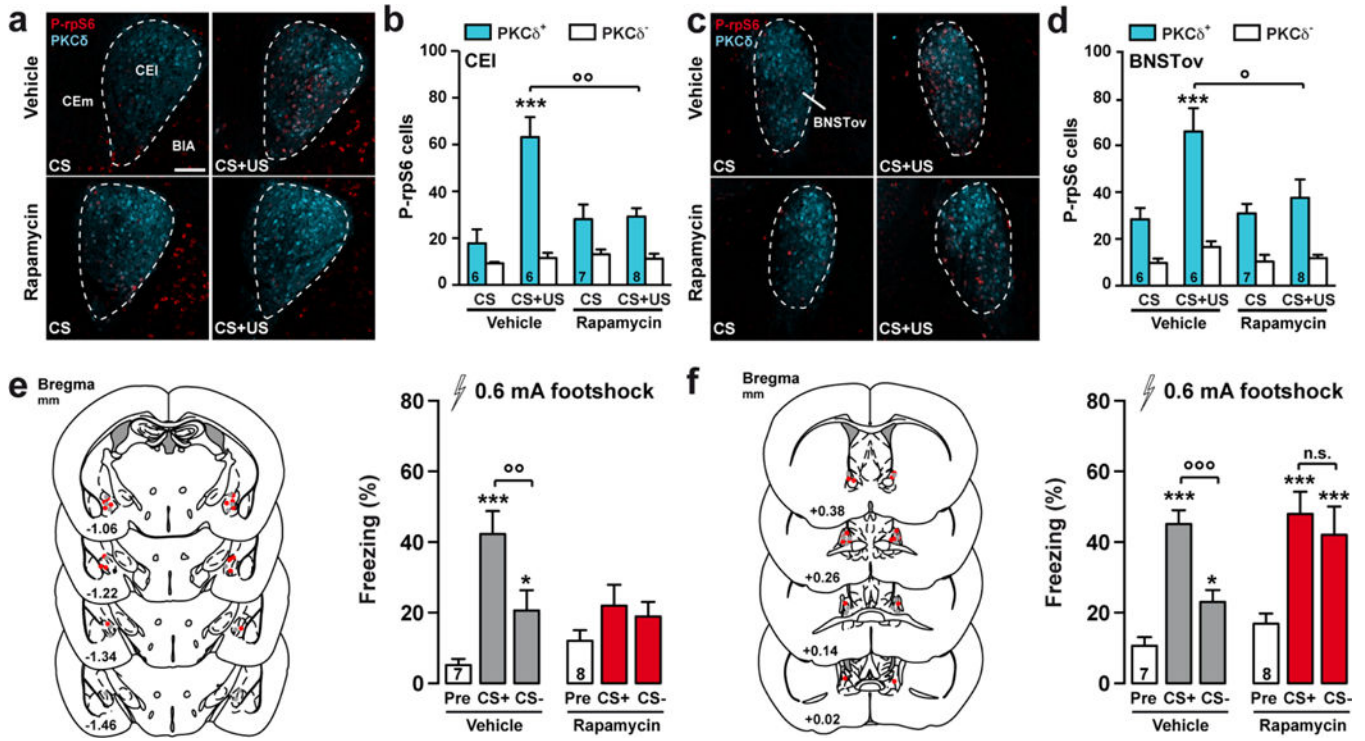 a
P-rpS6
PKCδ
Vehicle
CEl
CEm
BlA
CS
CS+US
Rapamycin
CS
CS+US
b
PKCδ+ PKCδ-
CEl
P-rpS6 cells
100
80
60
40
20
0
***
°°
6 6 7 8
CS CS+US CS CS+US
Vehicle Rapamycin
c
P-rpS6
PKCδ
Vehicle
BNSTov
CS
CS+US
Rapamycin
CS
CS+US
d
PKCδ+ PKCδ-
BNSTov
P-rpS6 cells
100
80
60
40
20
0
***
°
6 6 7 8
CS CS+US CS CS+US
Vehicle Rapamycin
e
Bregma
mm
-1.06
-1.22
-1.34
-1.46
0.6 mA footshock
Freezing (%)
80
60
40
20
0
°°
***
*
7 8
Pre CS+ CS- Pre CS+ CS-
Vehicle Rapamycin
f
Bregma
mm
+0.38
+0.26
+0.14
+0.02
0.6 mA footshock
Freezing (%)
80
60
40
20
0
°°° n.s.
*** *** ***
*
7 8
Pre CS+ CS- Pre CS+ CS-
Vehicle Rapamycin